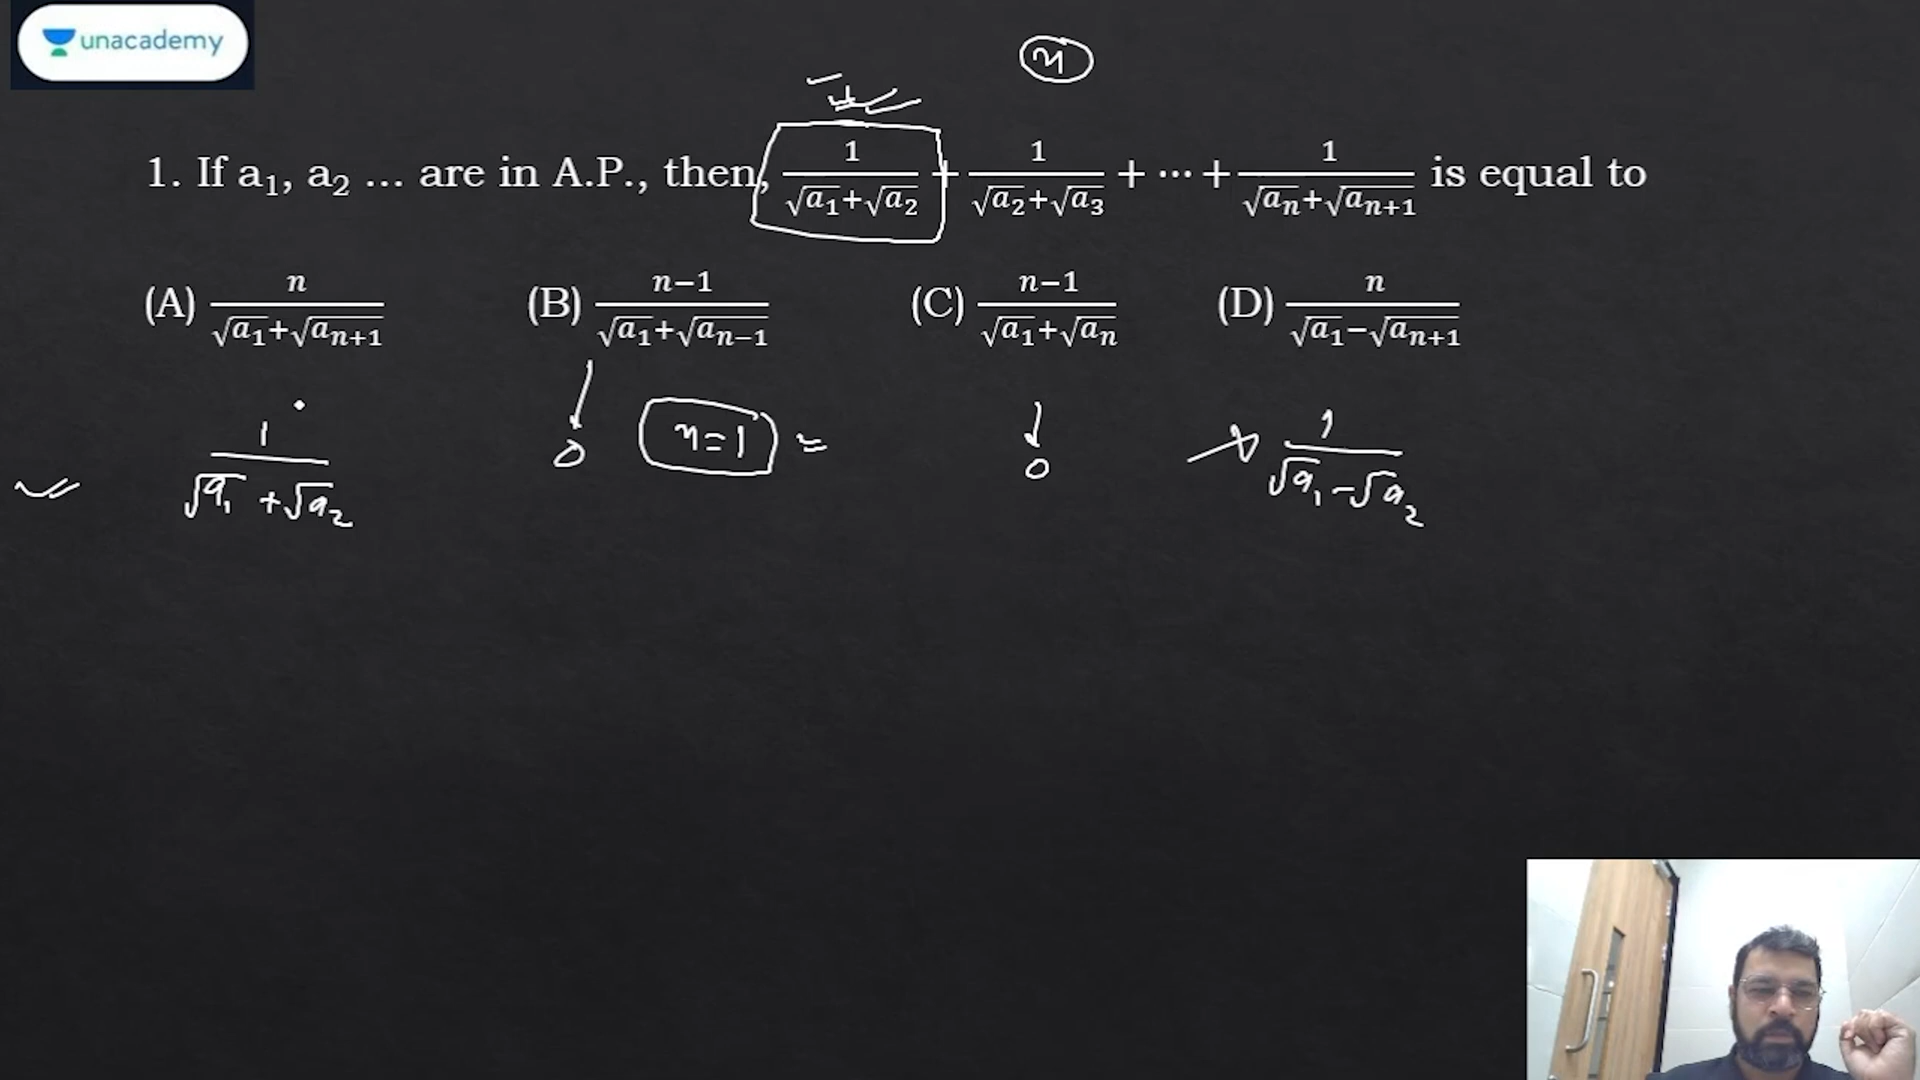 unacademy
n
1. If a₁, a₂ ... are in A.P., then, 1/(√a₁+√a₂) + 1/(√a₂+√a₃) + ⋯ + 1/(√aₙ+√aₙ₊₁) is equal to
(A) n/(√a₁+√aₙ₊₁) (B) n−1/(√a₁+√aₙ₋₁) (C) n−1/(√a₁+√aₙ) (D) n/(√a₁−√aₙ₊₁)
1/(√a₁ + √a₂) 0 n=1 = 0 1/(√a₁ − √a₂)